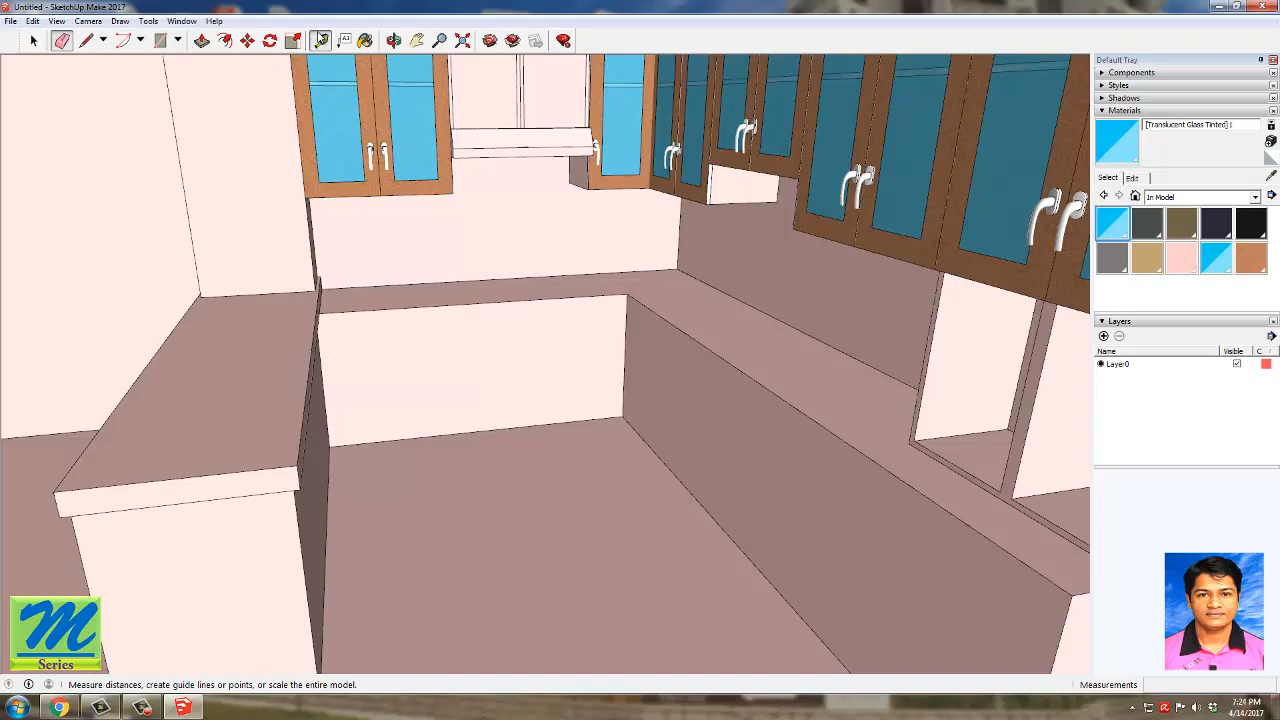 Untitled - SketchUp Make 2017
File Edit View Camera Draw Tools Window Help
Default Tray
Components
Styles
Shadows
Materials
[Translucent Glass Tinted]1
Select Edit
In Model
Layers
Name Visible C
Layer0
M
Series
Measure distances, create guide lines or points, or scale the entire model.
Measurements
7:24 PM
4/14/2017